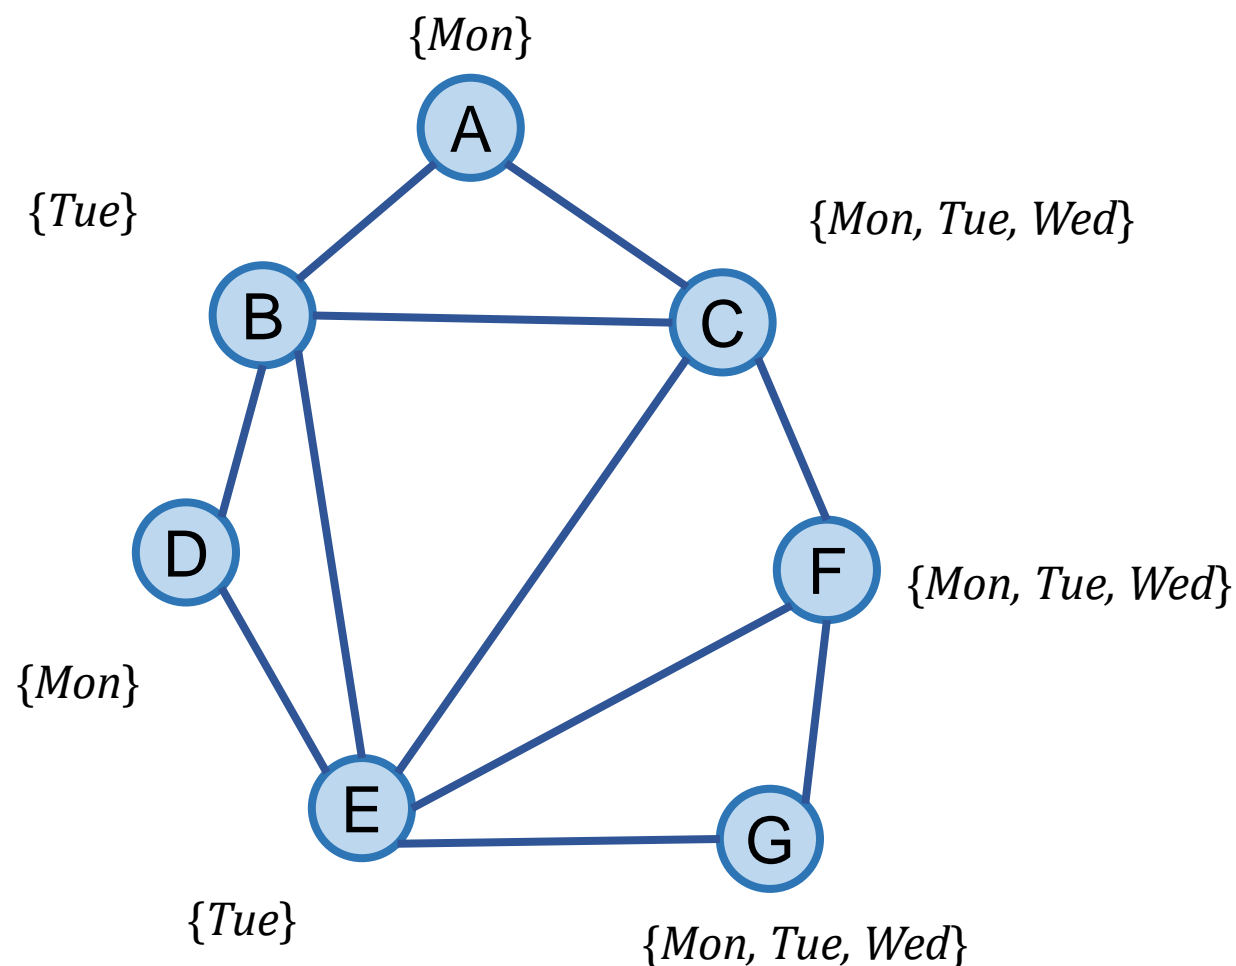 {Mon}
A
{Tue}
{Mon, Tue, Wed}
B
C
D
F
{Mon, Tue, Wed}
{Mon}
E
G
{Tue}
{Mon, Tue, Wed}